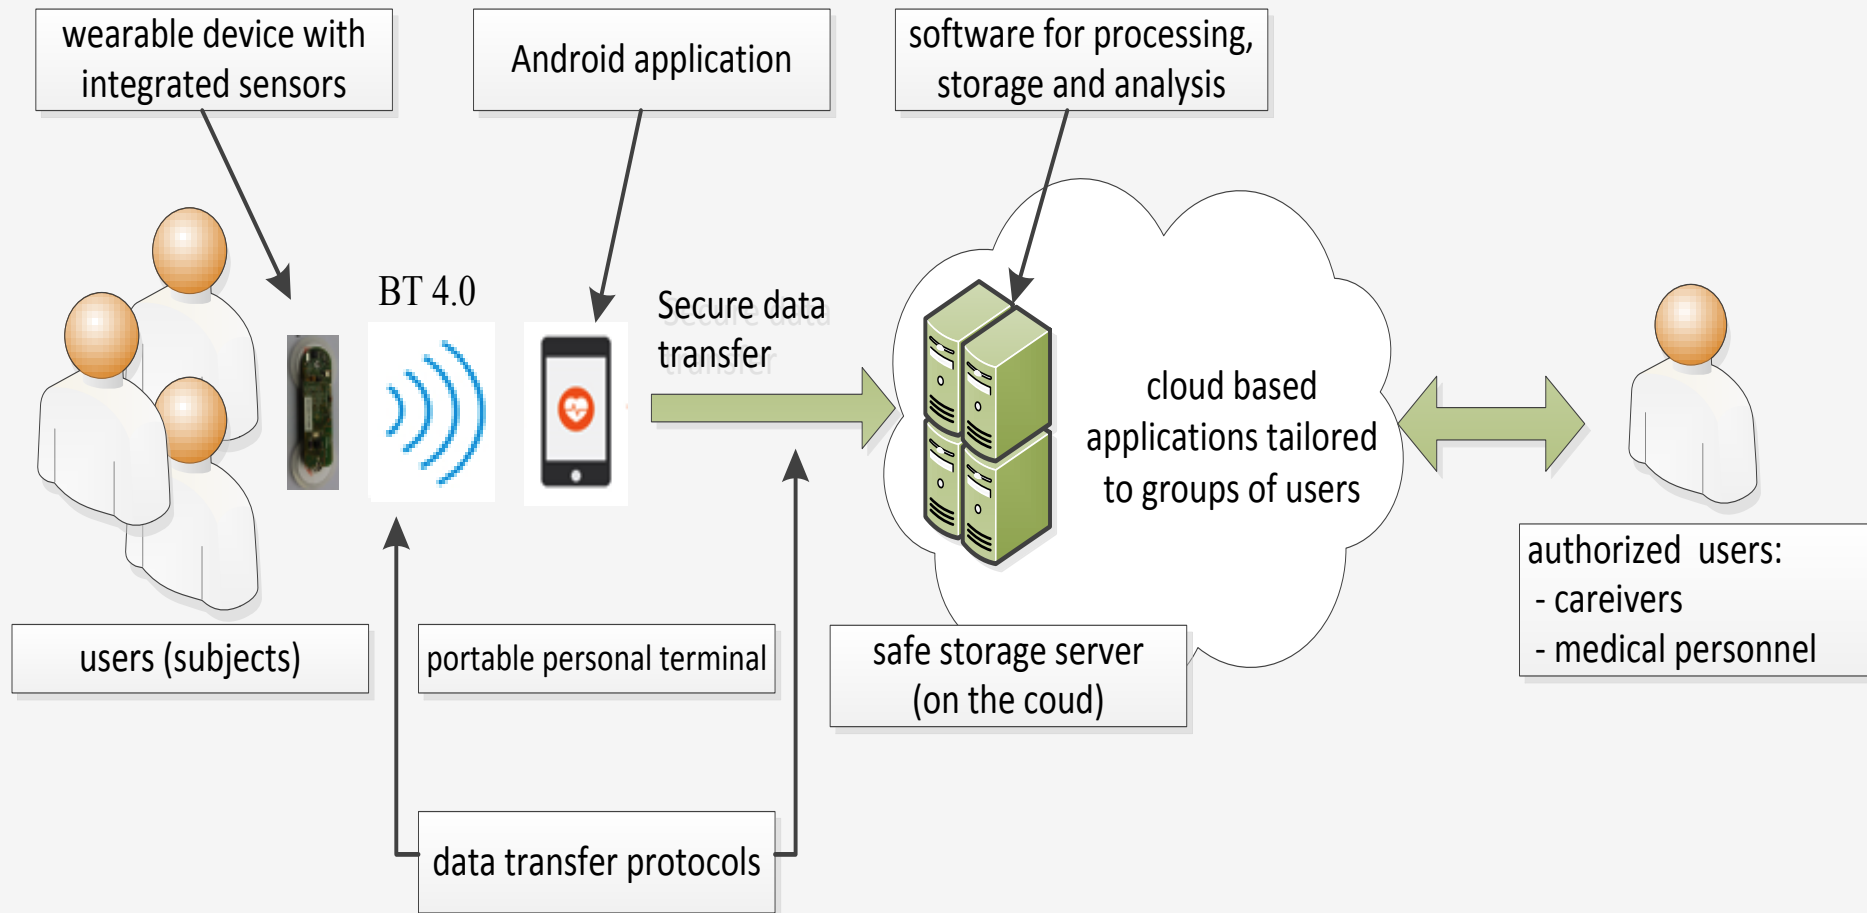 wearable device with
integrated sensors
Android application
software for processing,
storage and analysis
BT 4.0
Secure data
transfer
cloud based
applications tailored
to groups of users
users (subjects)
portable personal terminal
safe storage server
(on the coud)
authorized users:
- careivers
- medical personnel
data transfer protocols